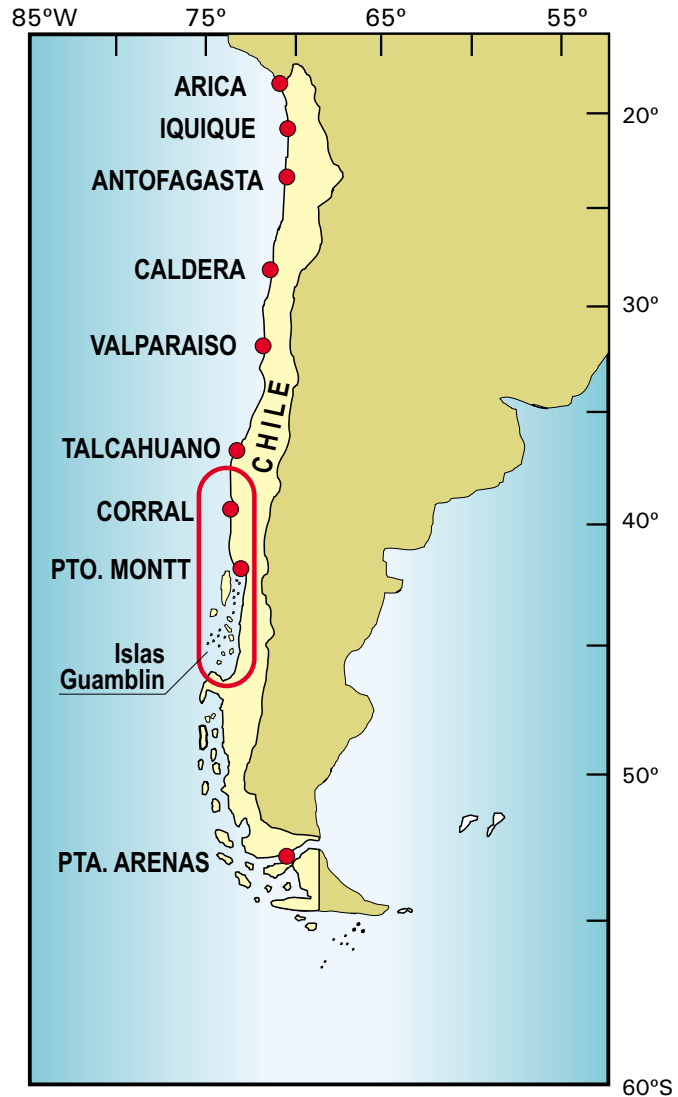 85ºW 75º 65º 55º
ARICA
20º
IQUIQUE
ANTOFAGASTA
CALDERA
30º
VALPARAISO
CHILE
TALCAHUANO
CORRAL
40º
PTO. MONTT
Islas
Guamblin
50º
PTA. ARENAS
60ºS